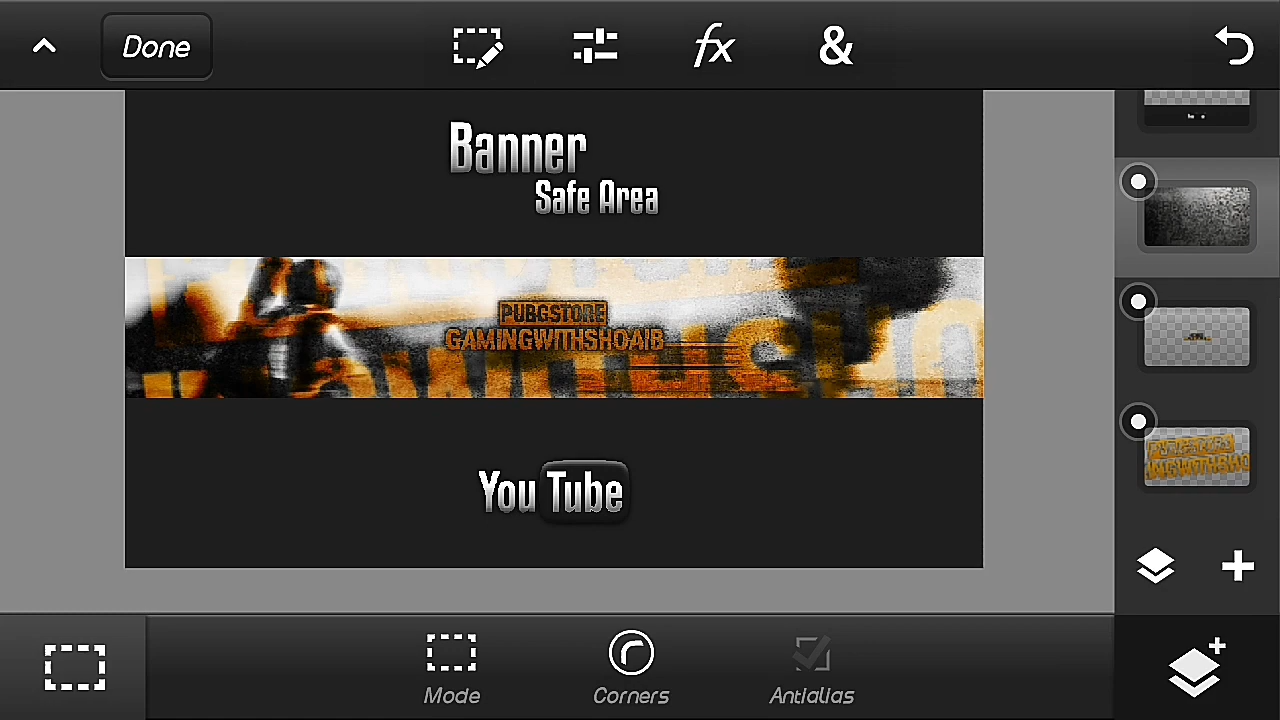 Done
fx
&
Banner
Safe Area
PUBGSTORE
GAMINGWITHSHOAIB
You Tube
Mode
Corners
Antialias